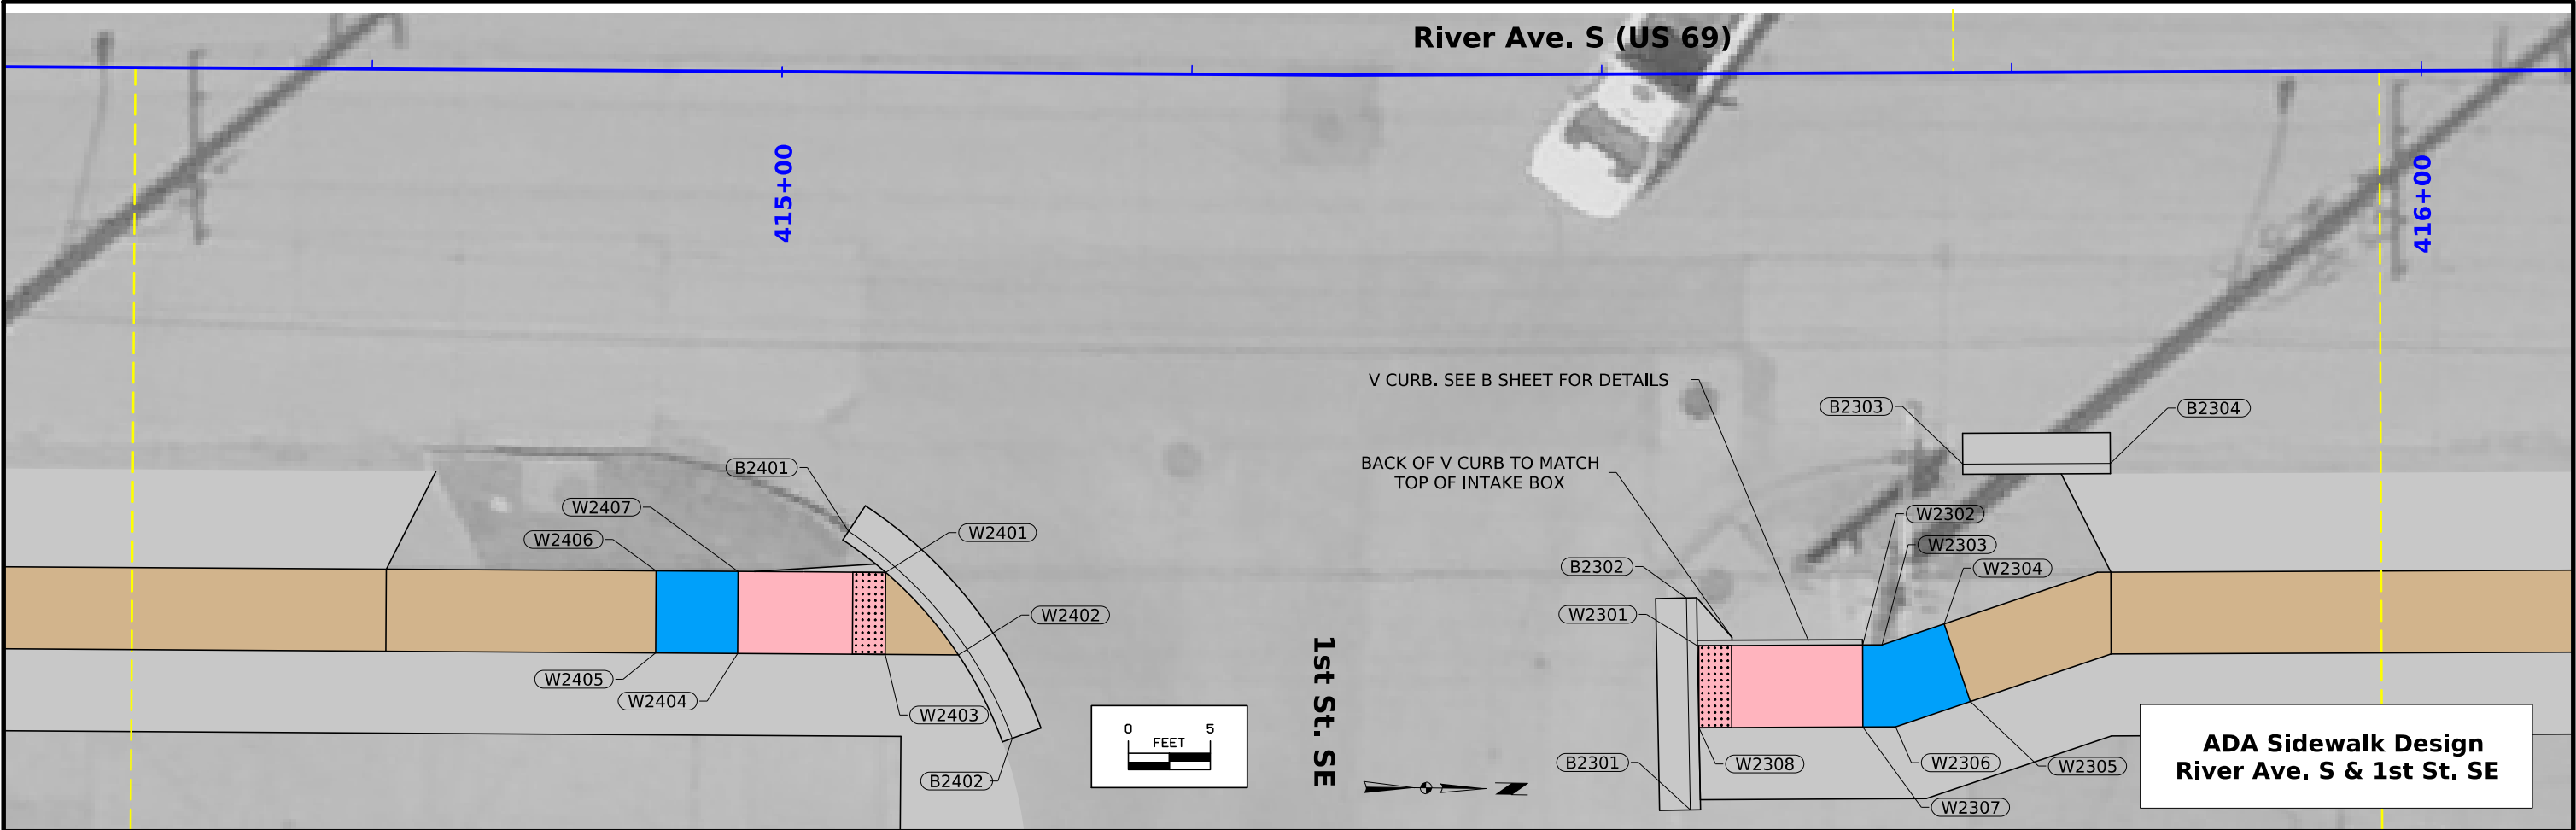 River Ave. S (US 69)
415+00
416+00
V CURB. SEE B SHEET FOR DETAILS
BACK OF V CURB TO MATCH
TOP OF INTAKE BOX
B2401
W2407
W2406
W2401
W2402
W2405
W2404
W2403
B2402
0 5
FEET
1st St. SE
N
B2303
B2304
W2302
W2303
W2304
B2302
W2301
B2301
W2308
W2306
W2305
W2307
ADA Sidewalk Design
River Ave. S & 1st St. SE